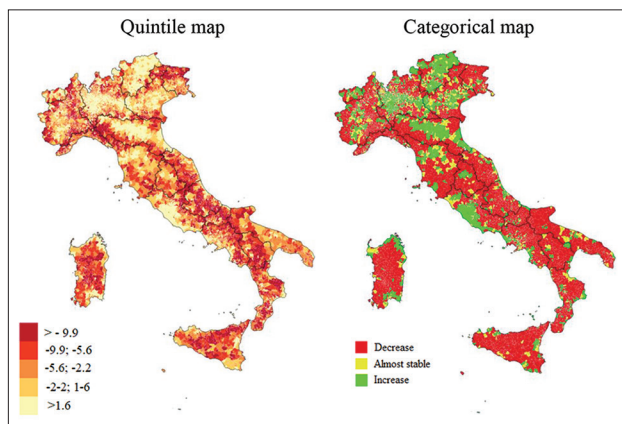 Quintile map
Categorical map
> - 9.9
-9.9; -5.6
-5.6; -2.2
-2-2; 1-6
>1.6
Decrease
Almost stable
Increase